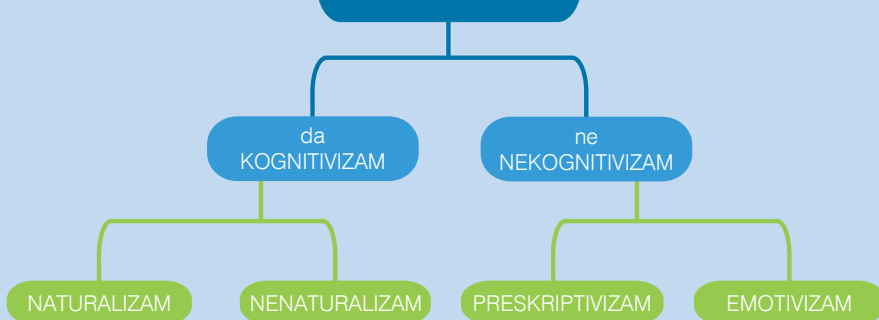 da
KOGNITIVIZAM
ne
NEKOGNITIVIZAM
NATURALIZAM
NENATURALIZAM
PRESKRIPTIVIZAM
EMOTIVIZAM